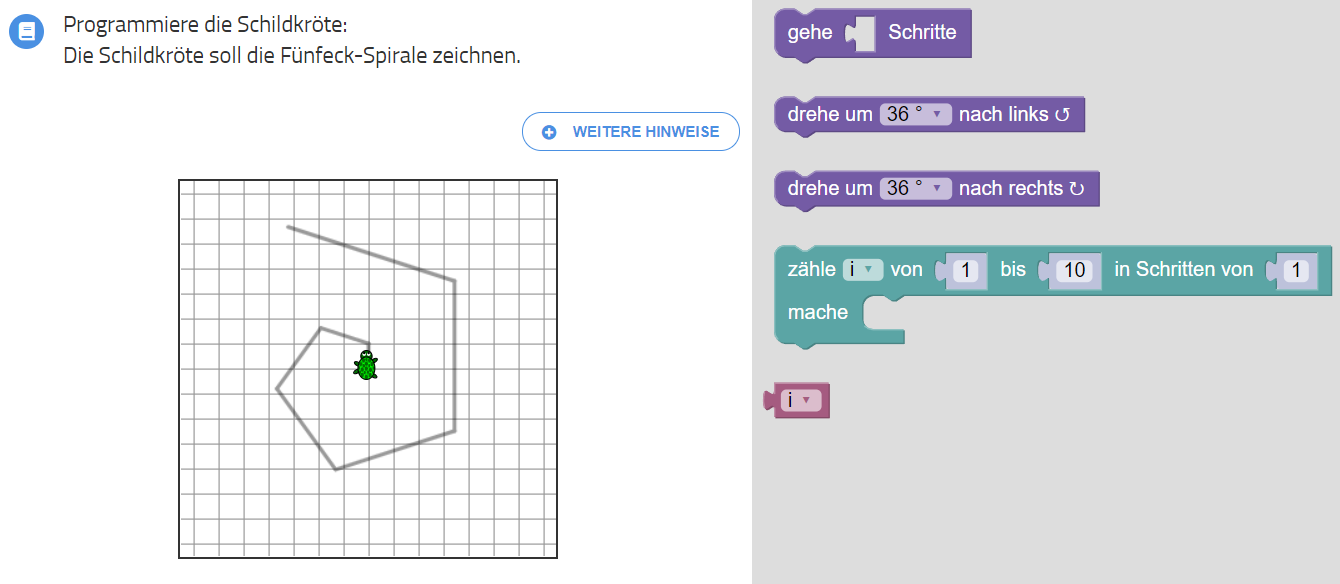 Programmiere die Schildkröte:
Die Schildkröte soll die Fünfeck-Spirale zeichnen.
WEITERE HINWEISE
gehe Schritte
drehe um 36 ° nach links ↺
drehe um 36 ° nach rechts ↻
zähle i von 1 bis 10 in Schritten von 1
mache
i